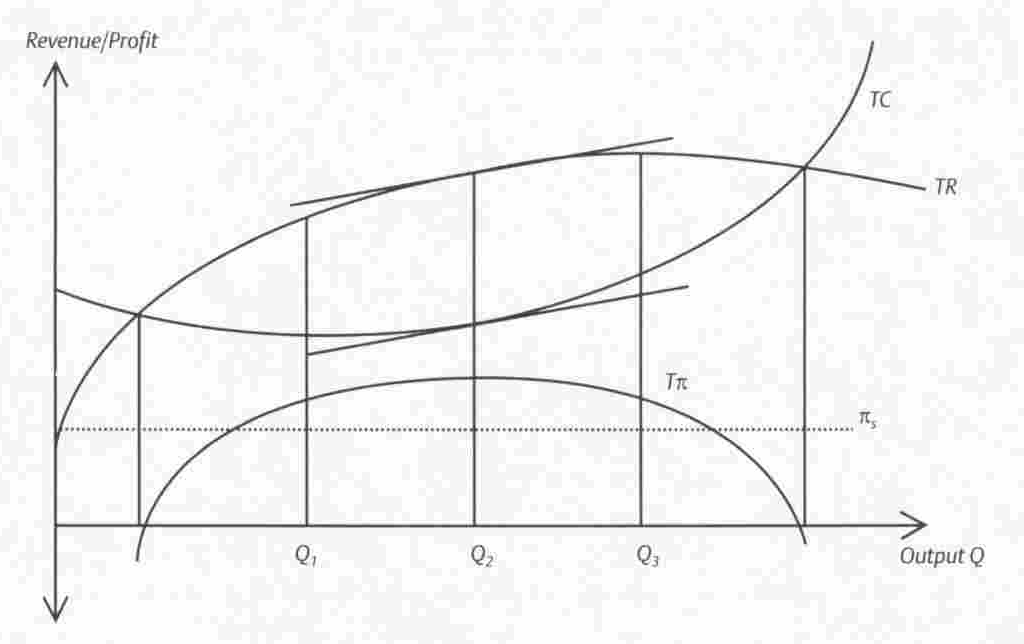 Revenue/Profit
TC
TR
Tπ
πs
Q1
Q2
Q3
Output Q